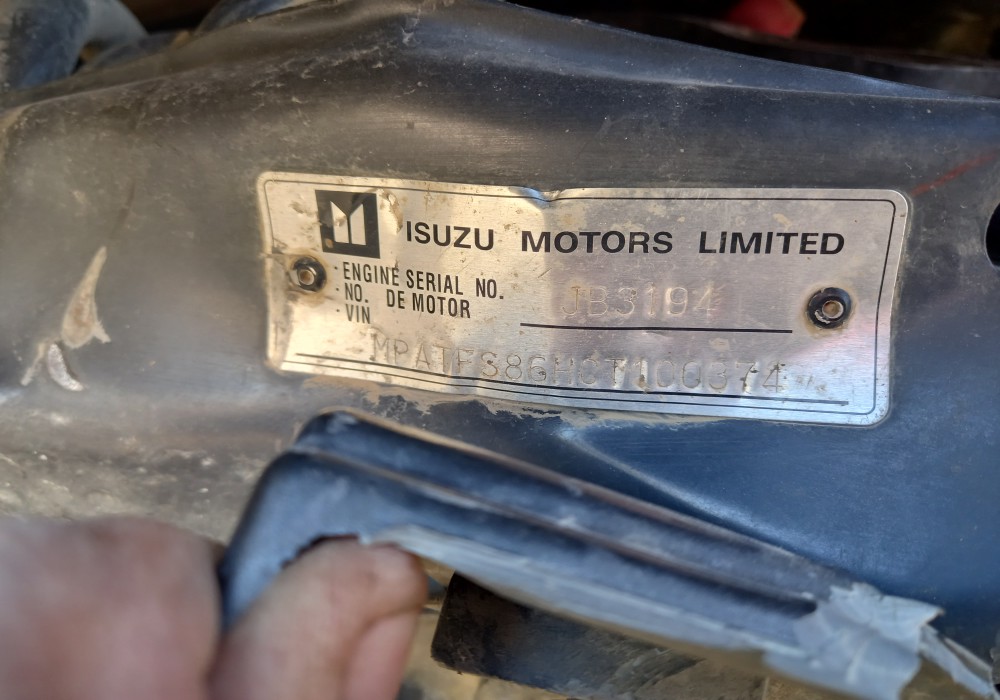 ISUZU MOTORS LIMITED
ENGINE SERIAL NO.
NO. DE MOTOR
JB3194
VIN
MPATFS86HCT100374